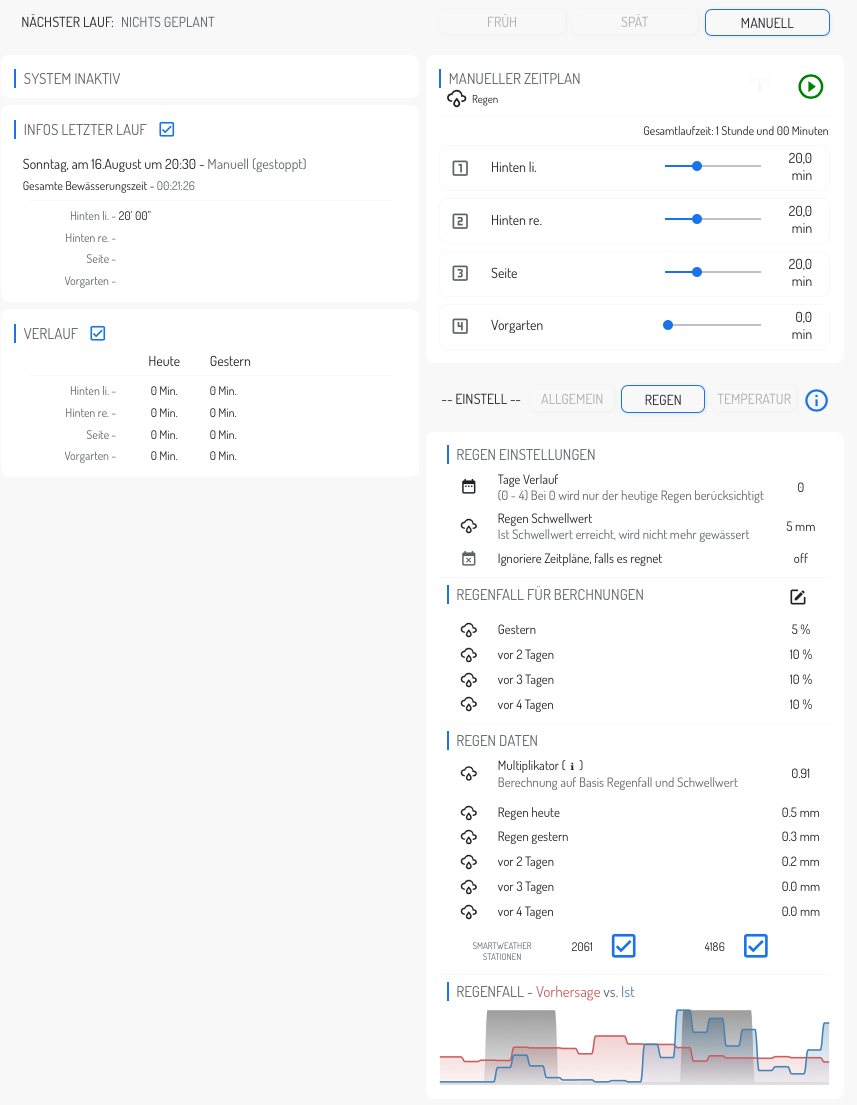 NÄCHSTER LAUF: NICHTS GEPLANT
FRÜH
SPÄT
MANUELL
SYSTEM INAKTIV
INFOS LETZTER LAUF
Sonntag, am 16.August um 20:30 - Manuell (gestoppt)
Gesamte Bewässerungszeit - 00:21:26
Hinten li. - 20' 00"
Hinten re. -
Seite -
Vorgarten -
VERLAUF
Heute Gestern
Hinten li. - 0 Min. 0 Min.
Hinten re. - 0 Min. 0 Min.
Seite - 0 Min. 0 Min.
Vorgarten - 0 Min. 0 Min.
MANUELLER ZEITPLAN
Regen
Gesamtlaufzeit: 1 Stunde und 00 Minuten
1 Hinten li. 20,0
min
2 Hinten re. 20,0
min
3 Seite 20,0
min
4 Vorgarten 0,0
min
-- EINSTELL -- ALLGEMEIN REGEN TEMPERATUR
REGEN EINSTELLUNGEN
Tage Verlauf
(0 - 4) Bei 0 wird nur der heutige Regen berücksichtigt 0
Regen Schwellwert
Ist Schwellwert erreicht, wird nicht mehr gewässert 5 mm
Ignoriere Zeitpläne, falls es regnet off
REGENFALL FÜR BERCHNUNGEN
Gestern 5 %
vor 2 Tagen 10 %
vor 3 Tagen 10 %
vor 4 Tagen 10 %
REGEN DATEN
Multiplikator ( ℹ )
Berechnung auf Basis Regenfall und Schwellwert 0.91
Regen heute 0.5 mm
Regen gestern 0.3 mm
vor 2 Tagen 0.2 mm
vor 3 Tagen 0.0 mm
vor 4 Tagen 0.0 mm
SMARTWEATHER
STATIONEN
2061
4186
REGENFALL - Vorhersage vs. Ist